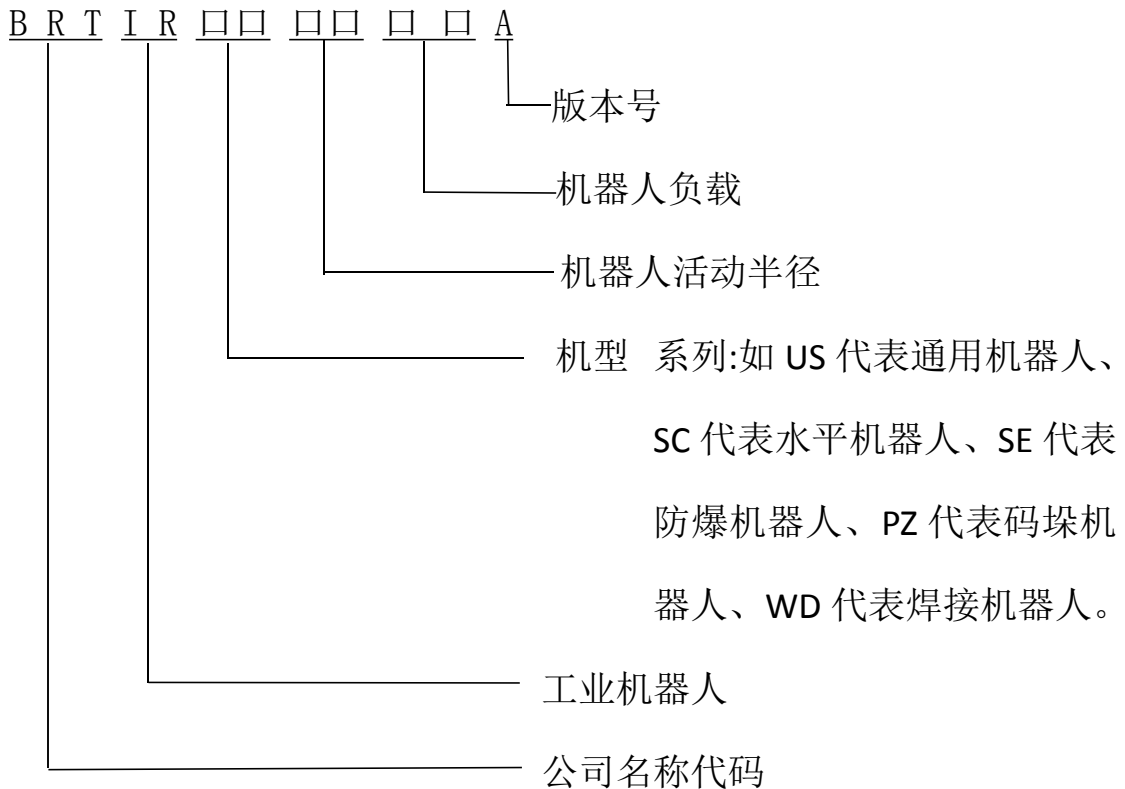 B R T I R 口口 口口 口 口 A
版本号
机器人负载
机器人活动半径
机型 系列:如 US 代表通用机器人、
SC 代表水平机器人、SE 代表
防爆机器人、PZ 代表码垛机
器人、WD 代表焊接机器人。
工业机器人
公司名称代码